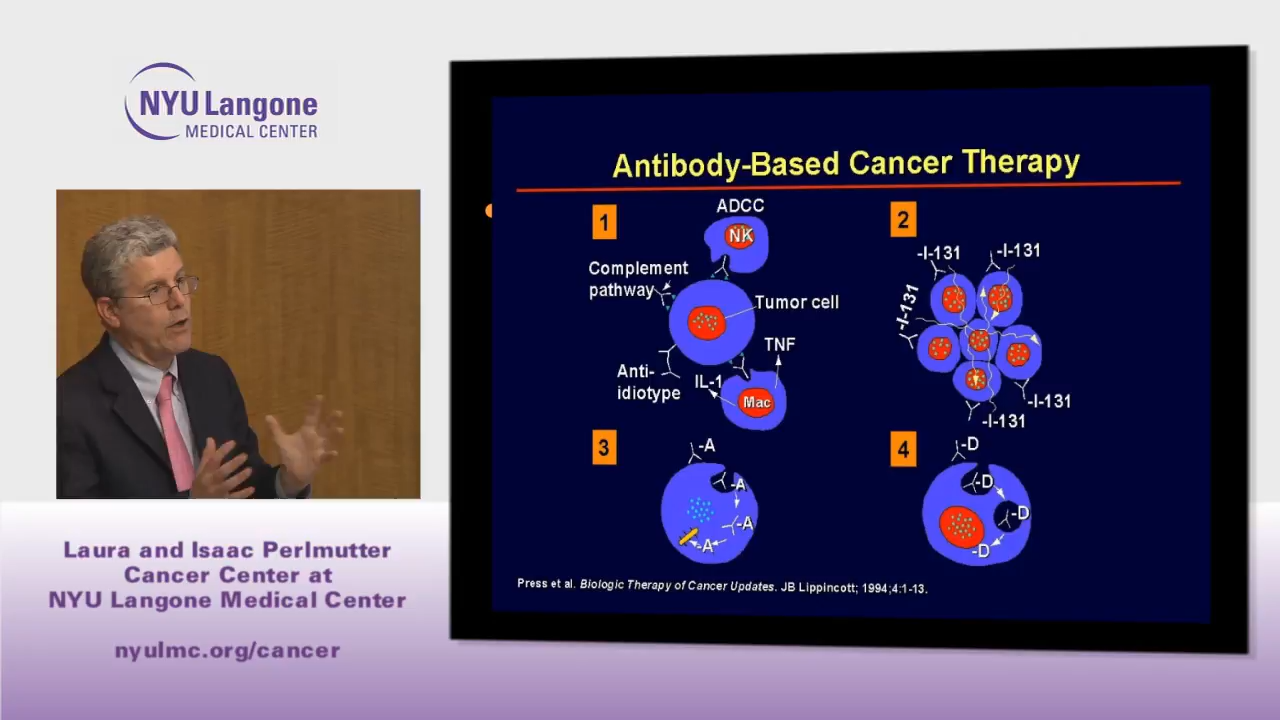 NYU Langone
MEDICAL CENTER
Laura and Isaac Perlmutter
Cancer Center at
NYU Langone Medical Center
nyulmc.org/cancer
Antibody-Based Cancer Therapy
1
ADCC
NK
Complement
pathway
Tumor cell
TNF
Anti-
idiotype
IL-1
Mac
2
-I-131
-I-131
-I-131
-I-131
-I-131
3
-A
-A
-A
-A
4
-D
-D
-D
-D
Press et al. Biologic Therapy of Cancer Updates. JB Lippincott; 1994;4:1-13.